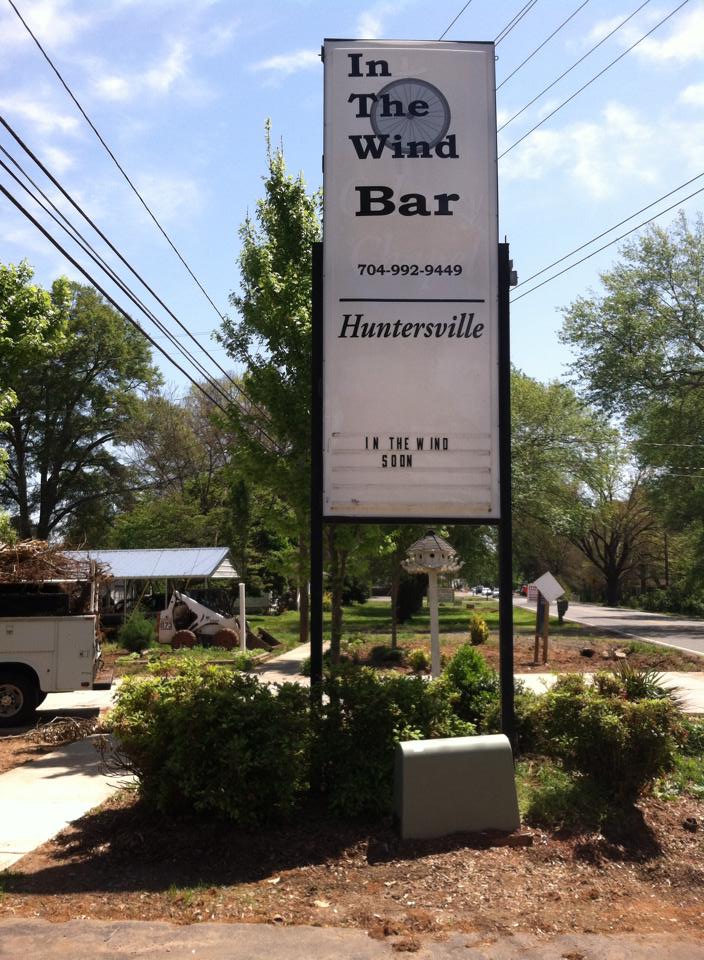 In
The
Wind
Bar
704-992-9449
Huntersville
IN THE WIND
SOON